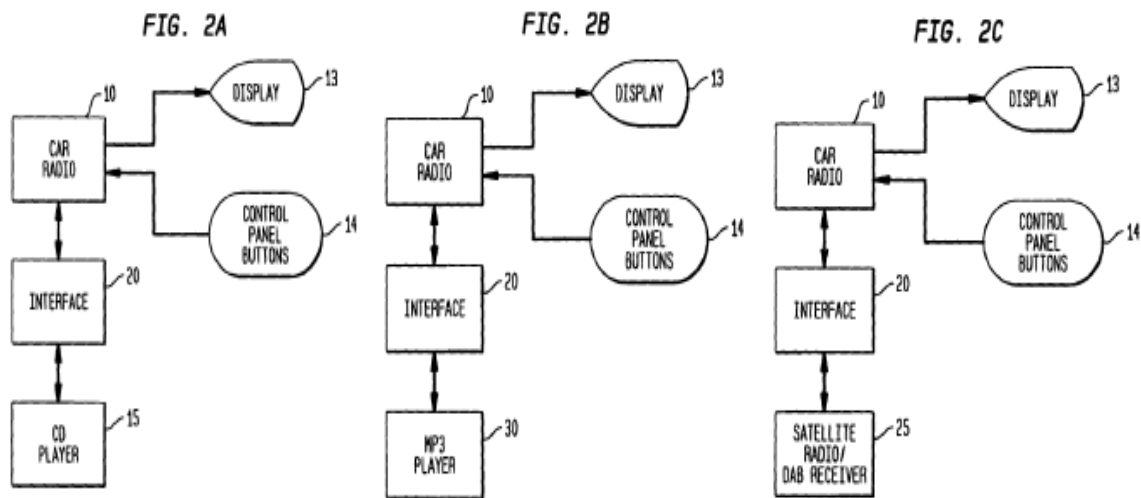 FIG. 2A
10
CAR
RADIO
DISPLAY
13
CONTROL
PANEL
BUTTONS
14
20
INTERFACE
15
CD
PLAYER
FIG. 2B
10
CAR
RADIO
DISPLAY
13
CONTROL
PANEL
BUTTONS
14
20
INTERFACE
30
MP3
PLAYER
FIG. 2C
10
CAR
RADIO
DISPLAY
13
CONTROL
PANEL
BUTTONS
14
20
INTERFACE
25
SATELLITE
RADIO/
DAB RECEIVER